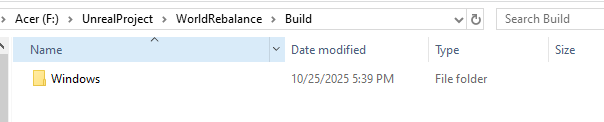 Acer (F:) > UnrealProject > WorldRebalance > Build
Search Build
Name Date modified Type Size
Windows 10/25/2025 5:39 PM File folder